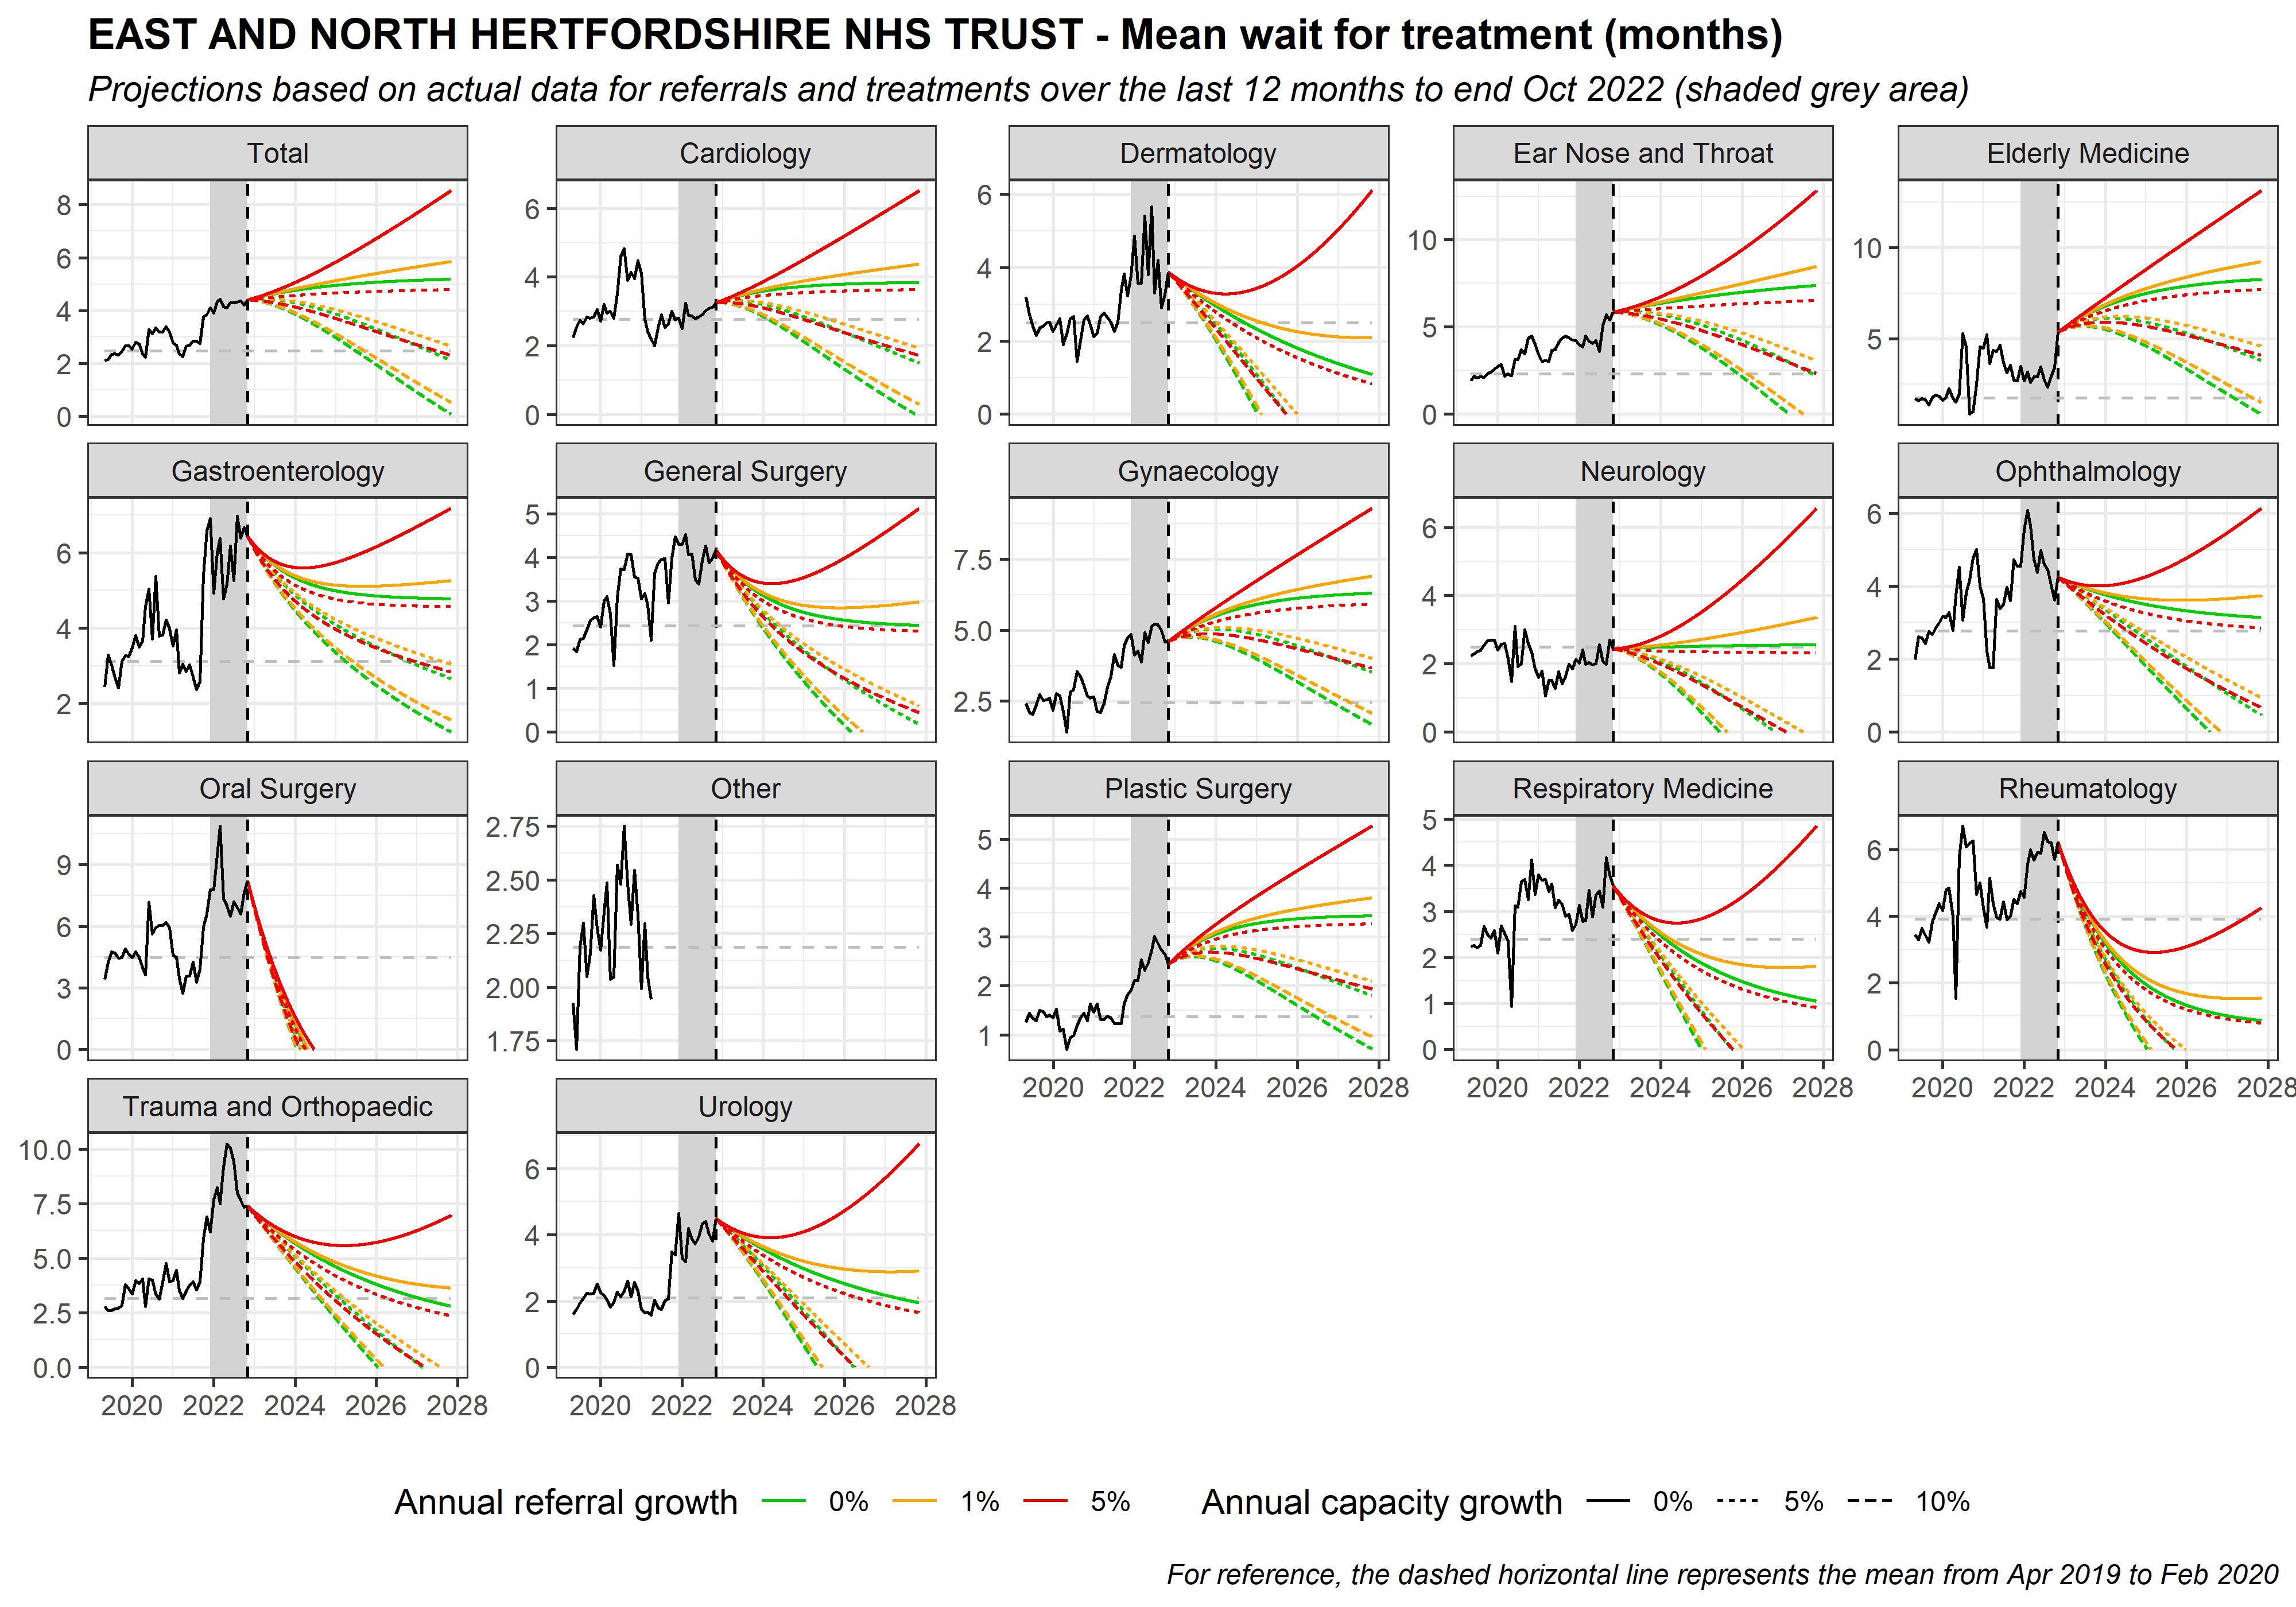 EAST AND NORTH HERTFORDSHIRE NHS TRUST - Mean wait for treatment (months)
Projections based on actual data for referrals and treatments over the last 12 months to end Oct 2022 (shaded grey area)
Total Cardiology Dermatology Ear Nose and Throat Elderly Medicine
8 6 4 2 0
6 4 2 0
6 4 2 0
10 5 0
10 5
Gastroenterology General Surgery Gynaecology Neurology Ophthalmology
6 4 2
5 4 3 2 1 0
7.5 5.0 2.5
6 4 2 0
6 4 2 0
Oral Surgery Other Plastic Surgery Respiratory Medicine Rheumatology
9 6 3 0
2.75 2.50 2.25 2.00 1.75
5 4 3 2 1
5 4 3 2 1 0
6 4 2 0
2020 2022 2024 2026 2028 2020 2022 2024 2026 2028 2020 2022 2024 2026 2028
Trauma and Orthopaedic Urology
10.0 7.5 5.0 2.5 0.0
6 4 2 0
2020 2022 2024 2026 2028 2020 2022 2024 2026 2028
Annual referral growth 0% 1% 5% Annual capacity growth 0% 5% 10%
For reference, the dashed horizontal line represents the mean from Apr 2019 to Feb 2020